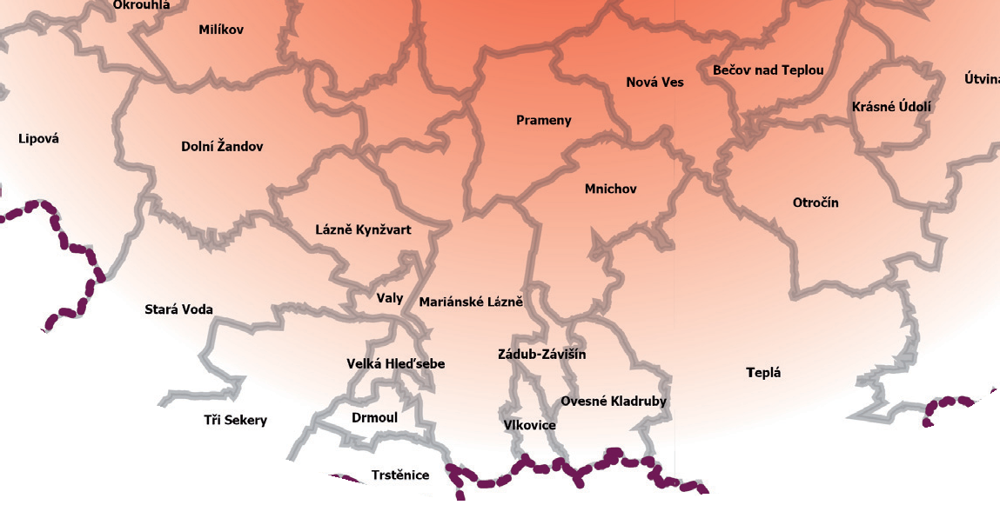 Okrouhlá
Milíkov
Bečov nad Teplou
Útvina
Nová Ves
Krásné Údolí
Prameny
Lipová
Dolní Žandov
Mnichov
Otročín
Lázně Kynžvart
Valy
Mariánské Lázně
Stará Voda
Zádub-Závišín
Velká Hleďsebe
Teplá
Ovesné Kladruby
Drmoul
Tři Sekery
Vlkovice
Trstěnice